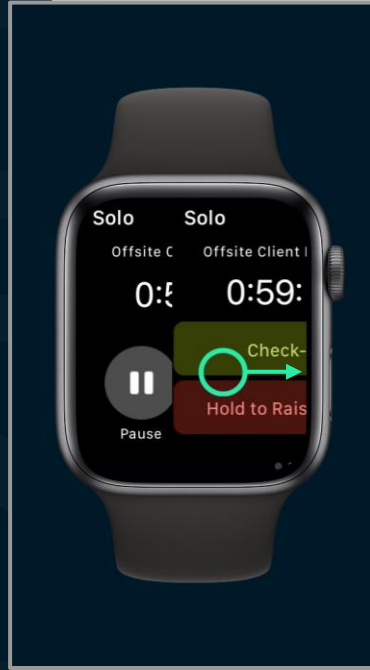 Solo
Offsite C
0:5
Pause
Solo
Offsite Client
0:59:
Check-
Hold to Rais